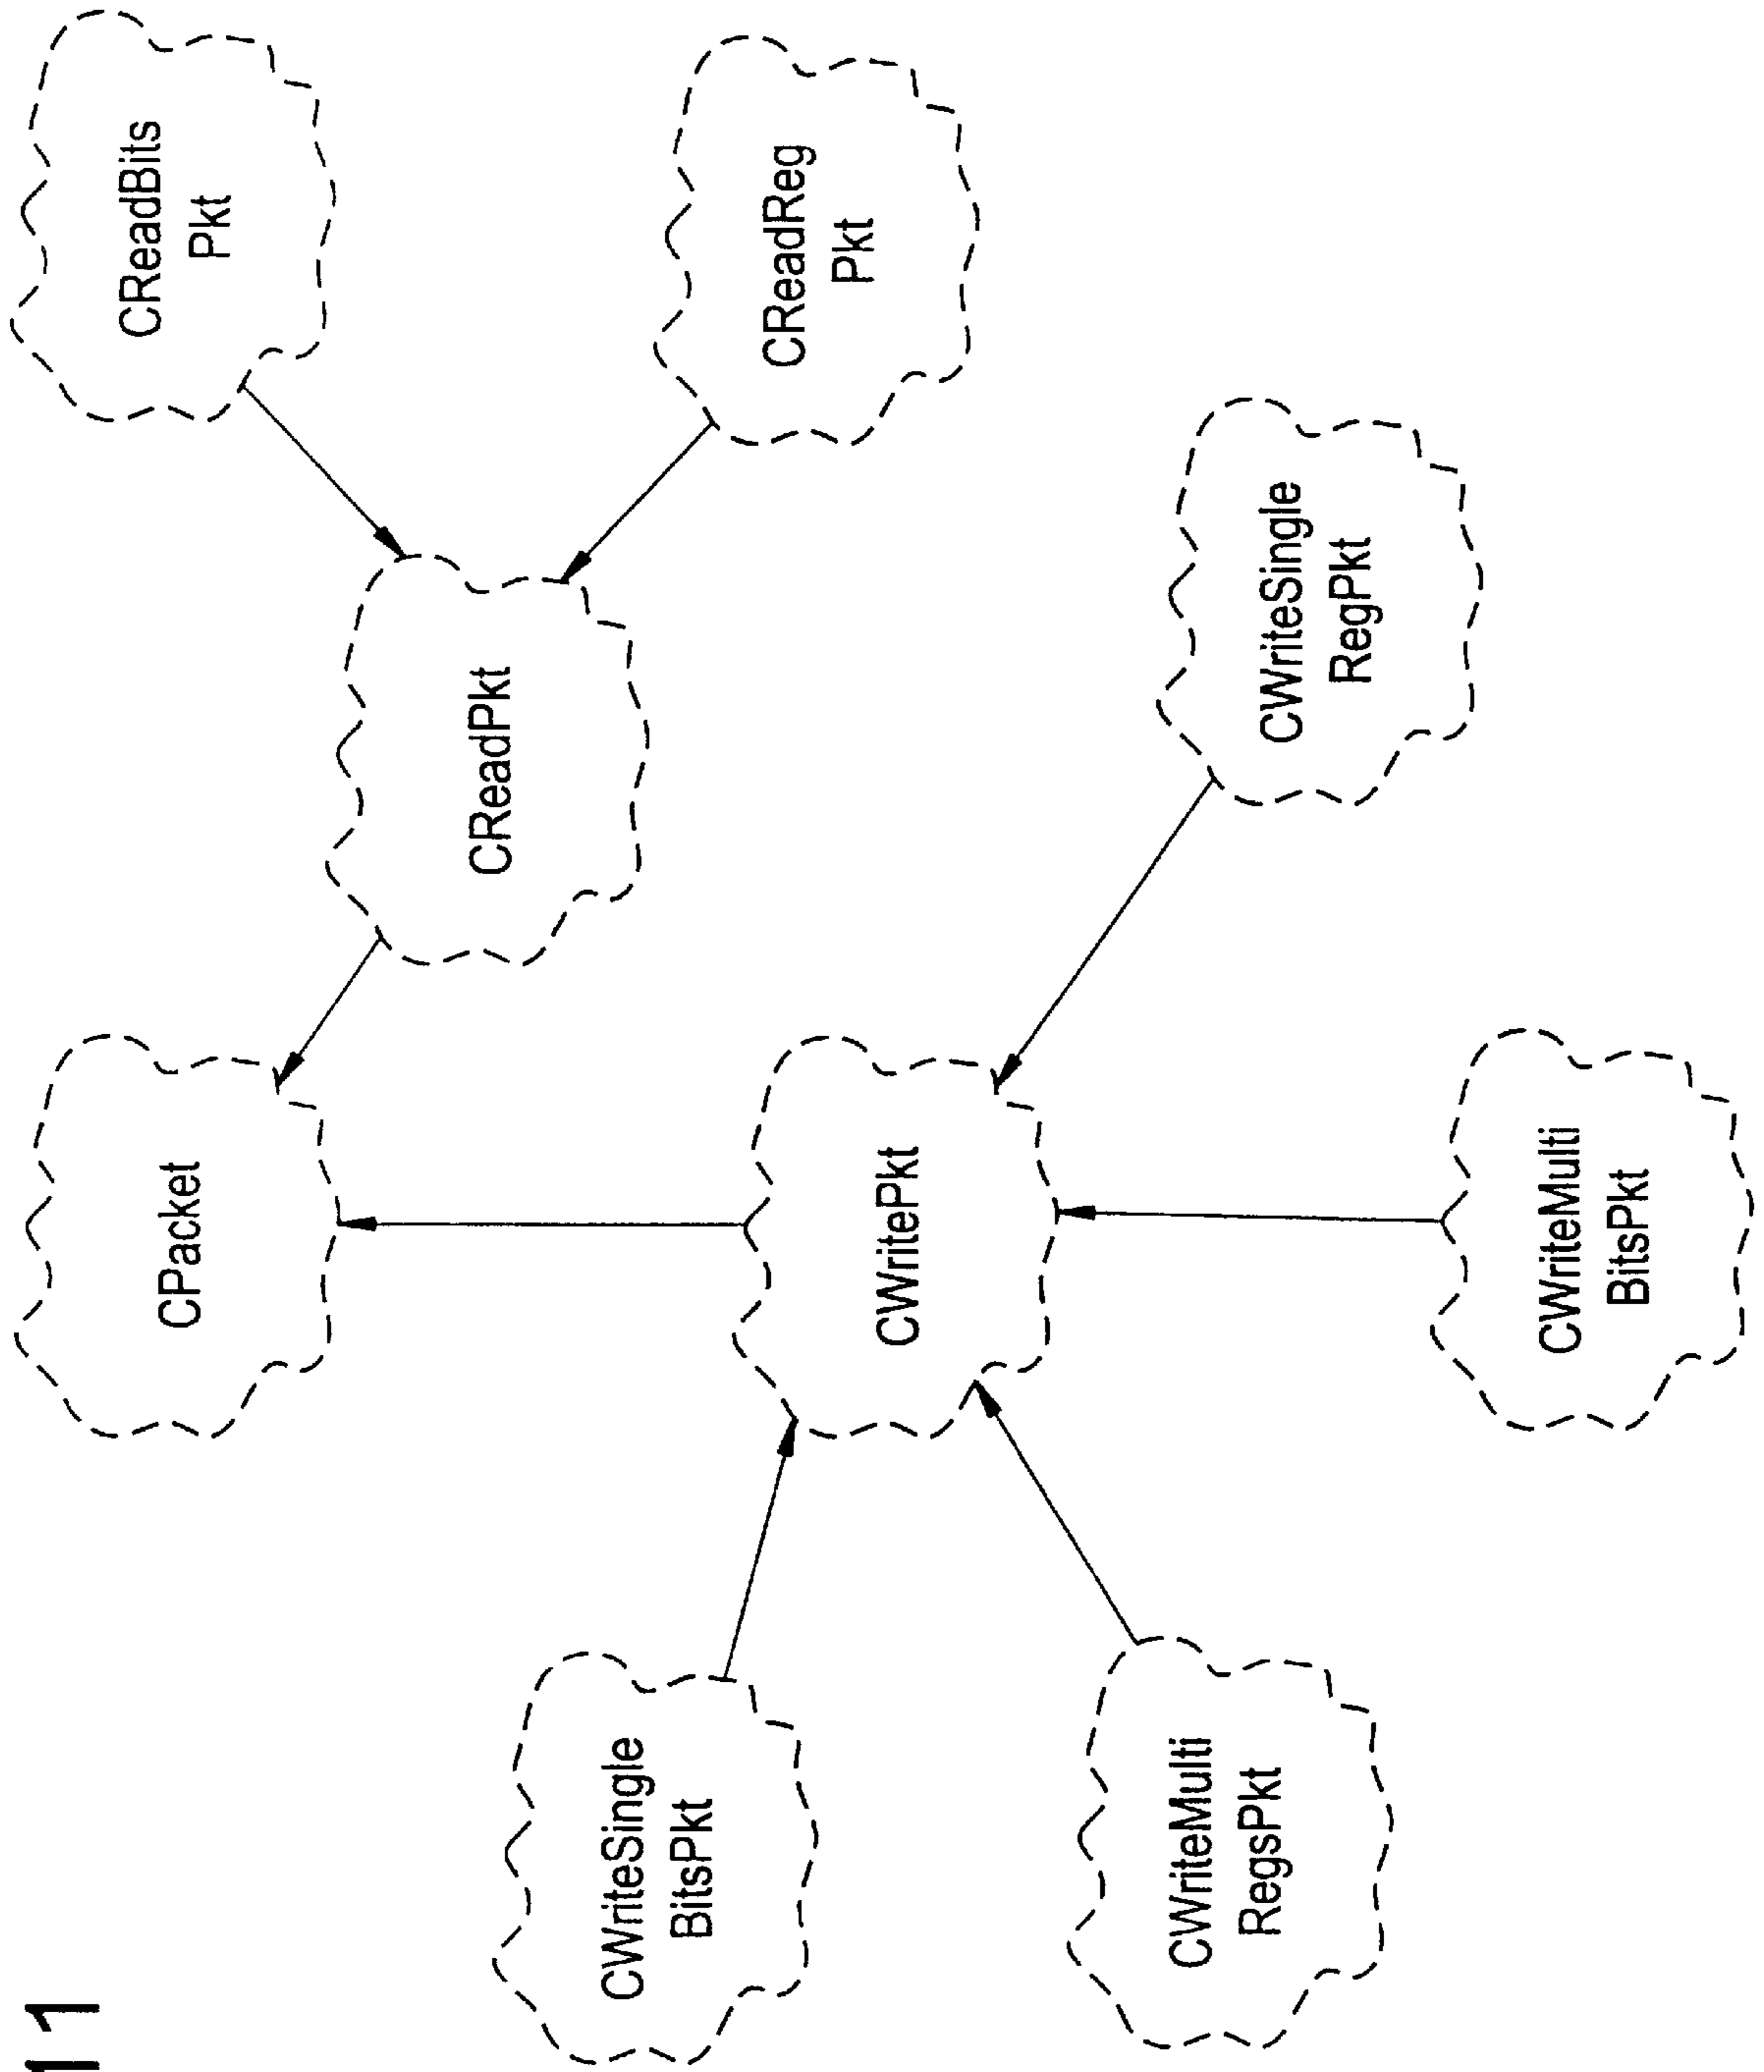 11
CPacket
CReadBits
Pkt
CReadPkt
CReadReg
Pkt
CWriteSingle
BitsPkt
CWritePkt
CWriteMulti
RegsPkt
CWriteSingle
RegPkt
CWriteMulti
BitsPkt